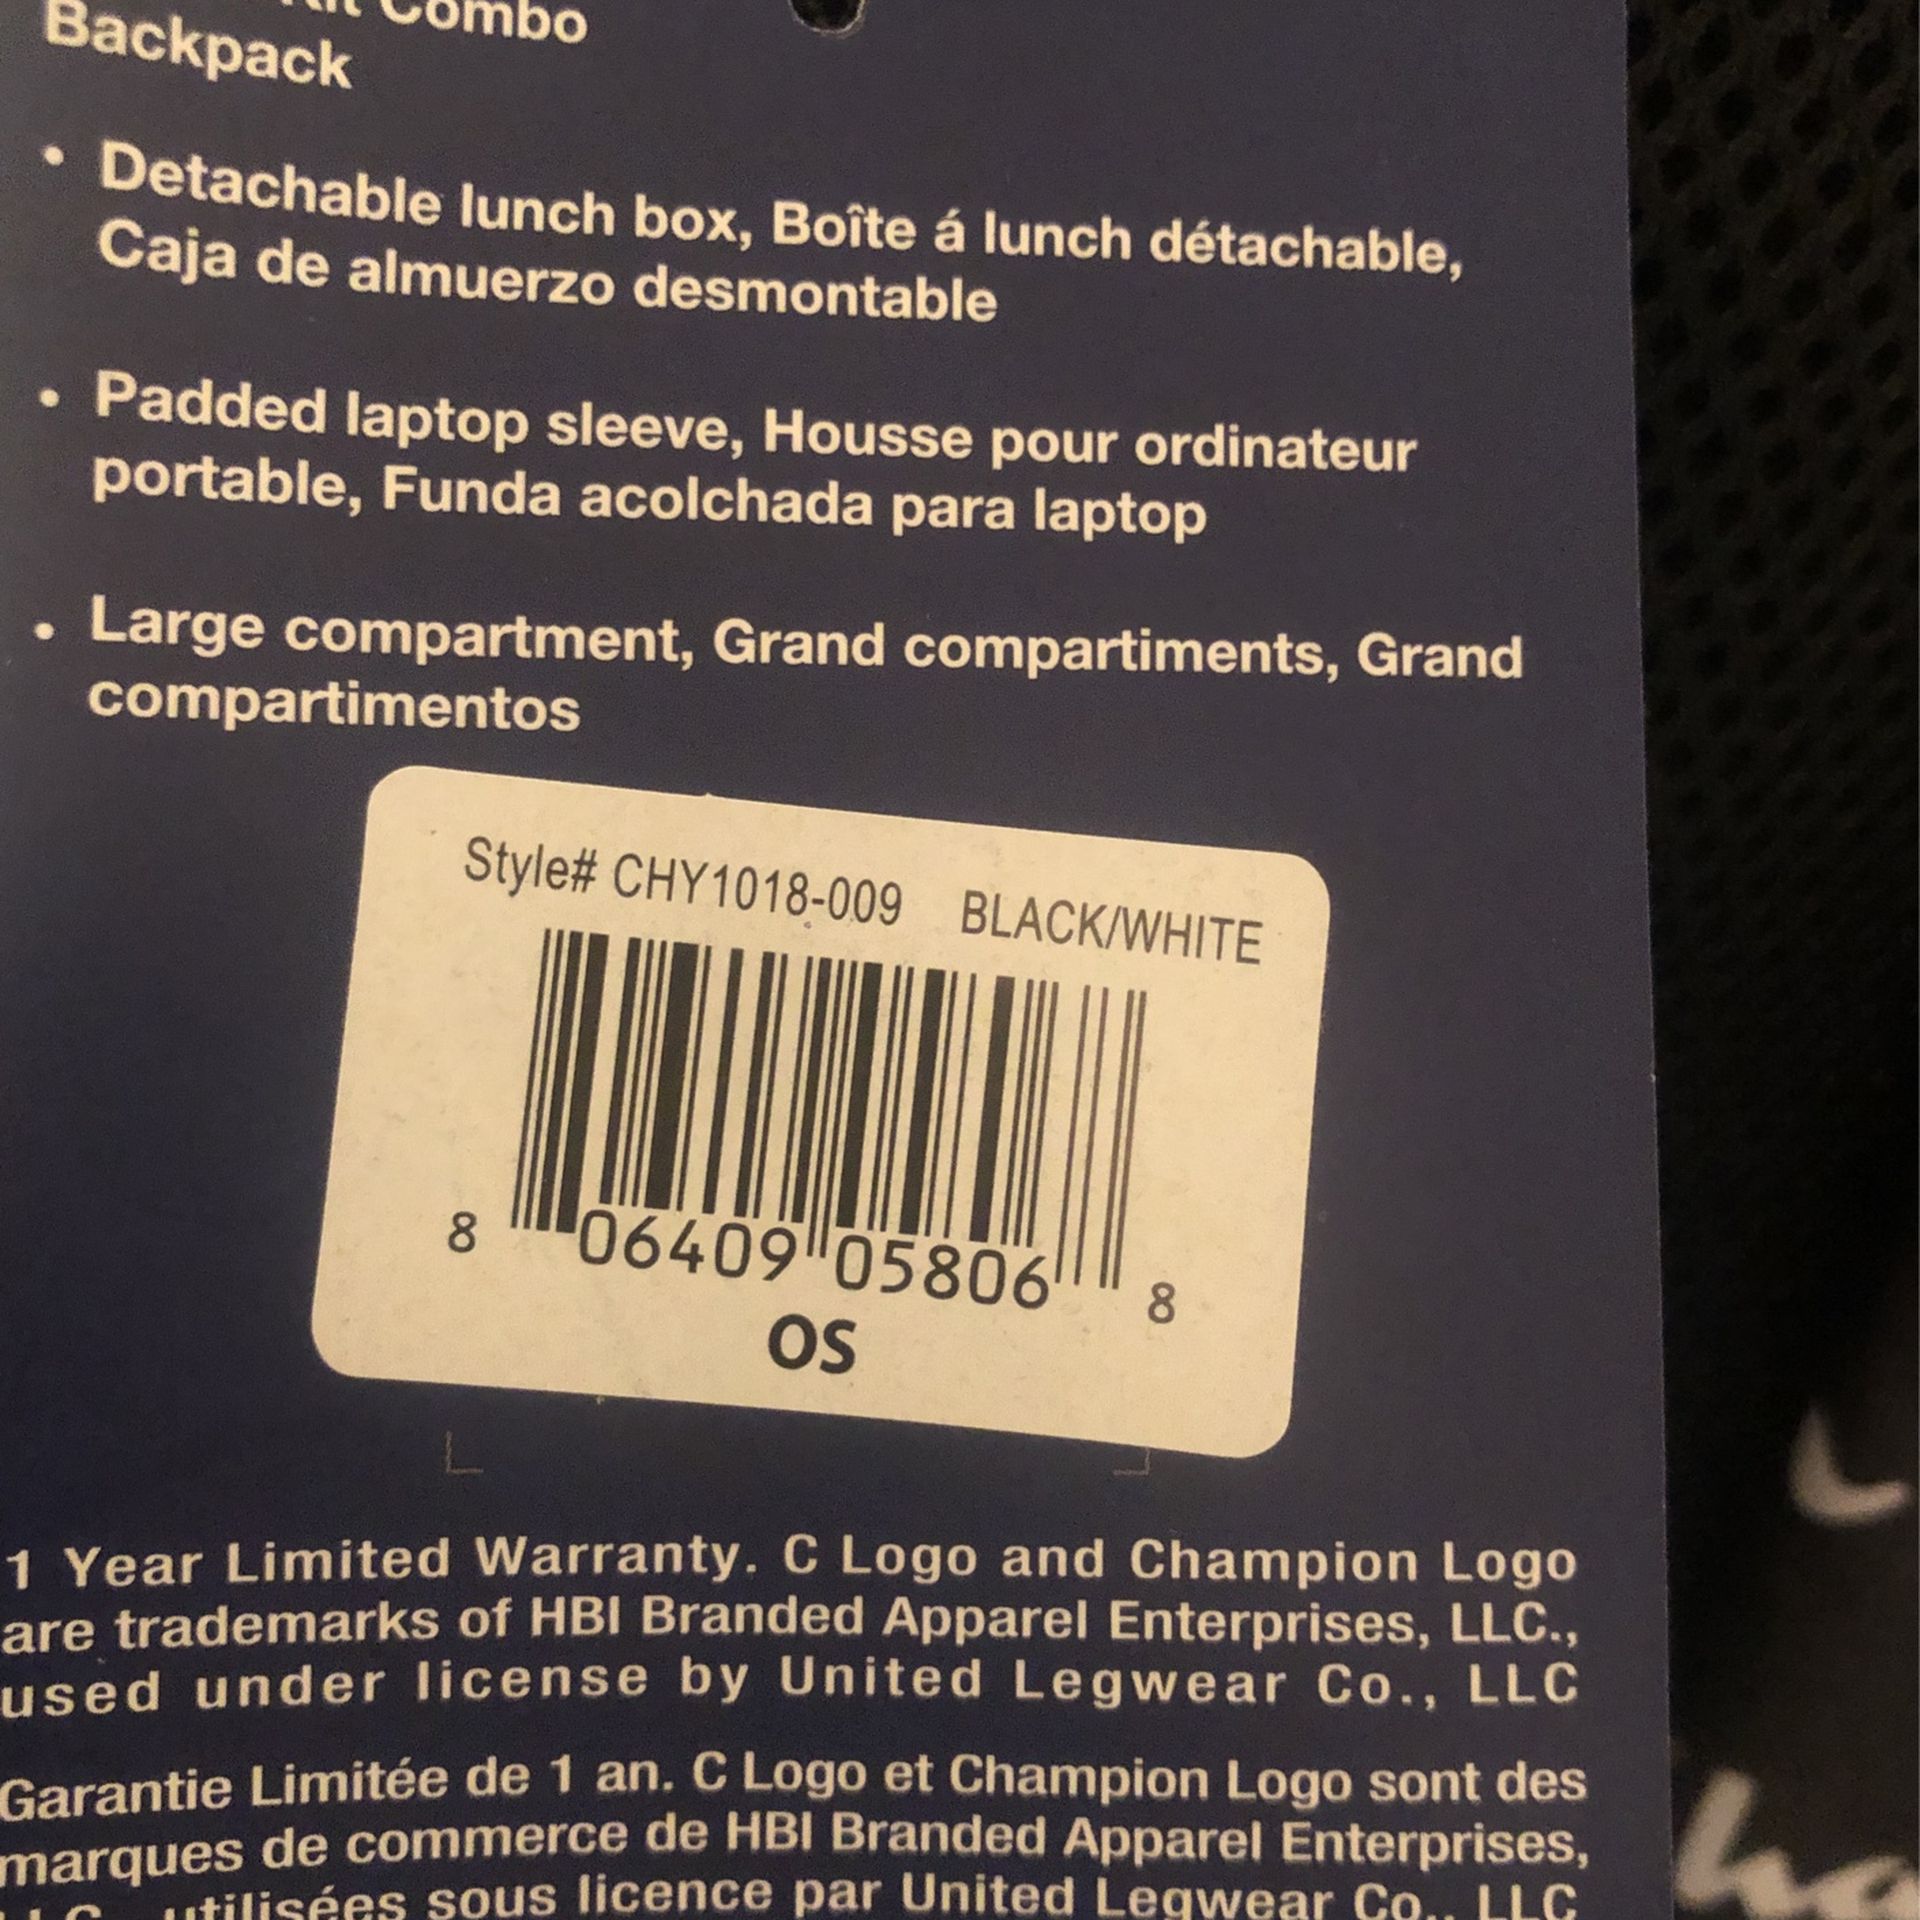 Combo
Backpack
• Detachable lunch box, Boîte á lunch détachable,
Caja de almuerzo desmontable
• Padded laptop sleeve, Housse pour ordinateur
portable, Funda acolchada para laptop
• Large compartment, Grand compartiments, Grand
compartimentos
Style# CHY1018-009 BLACK/WHITE
8 06409 05806 8
OS
1 Year Limited Warranty. C Logo and Champion Logo
are trademarks of HBI Branded Apparel Enterprises, LLC.,
used under license by United Legwear Co., LLC
Garantie Limitée de 1 an. C Logo et Champion Logo sont des
marques de commerce de HBI Branded Apparel Enterprises,
utilisées sous licence par United Legwear Co., LLC